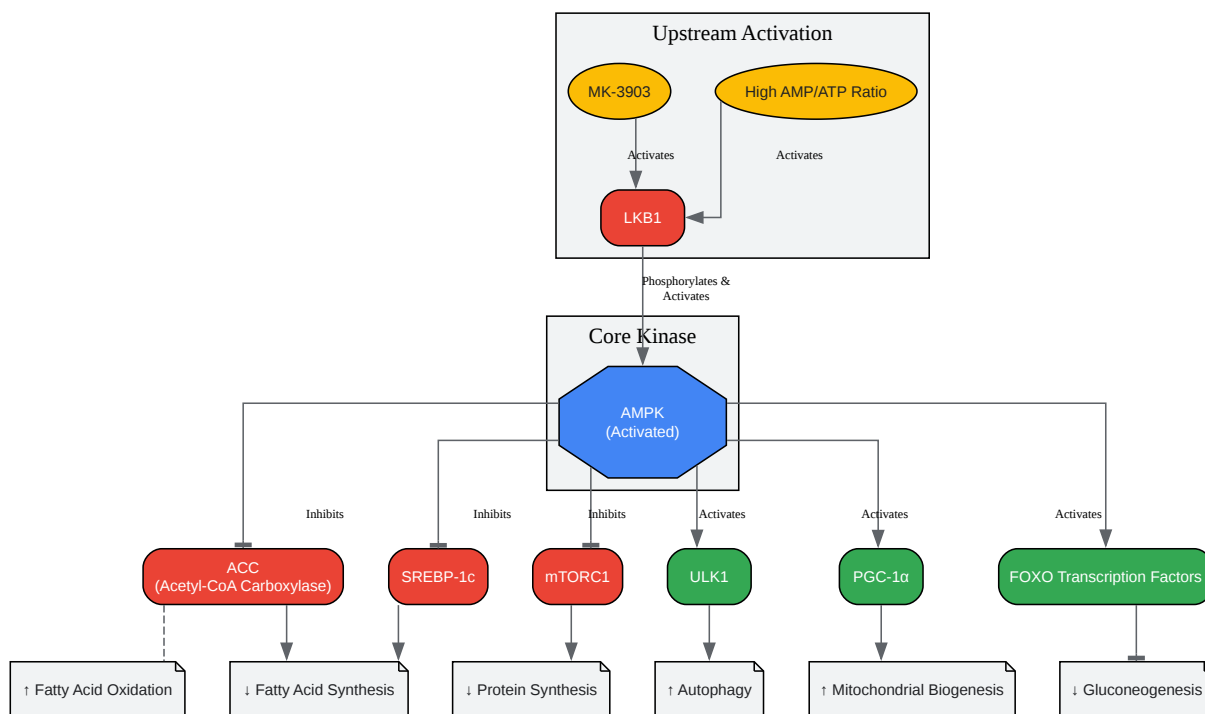 Upstream Activation
MK-3903
High AMP/ATP Ratio
Activates
Activates
LKB1
Phosphorylates &
Activates
Core Kinase
AMPK
(Activated)
Inhibits
Inhibits
Inhibits
Activates
Activates
Activates
ACC
(Acetyl-CoA Carboxylase)
SREBP-1c
mTORC1
ULK1
PGC-1α
FOXO Transcription Factors
↑ Fatty Acid Oxidation
↓ Fatty Acid Synthesis
↓ Protein Synthesis
↑ Autophagy
↑ Mitochondrial Biogenesis
↓ Gluconeogenesis